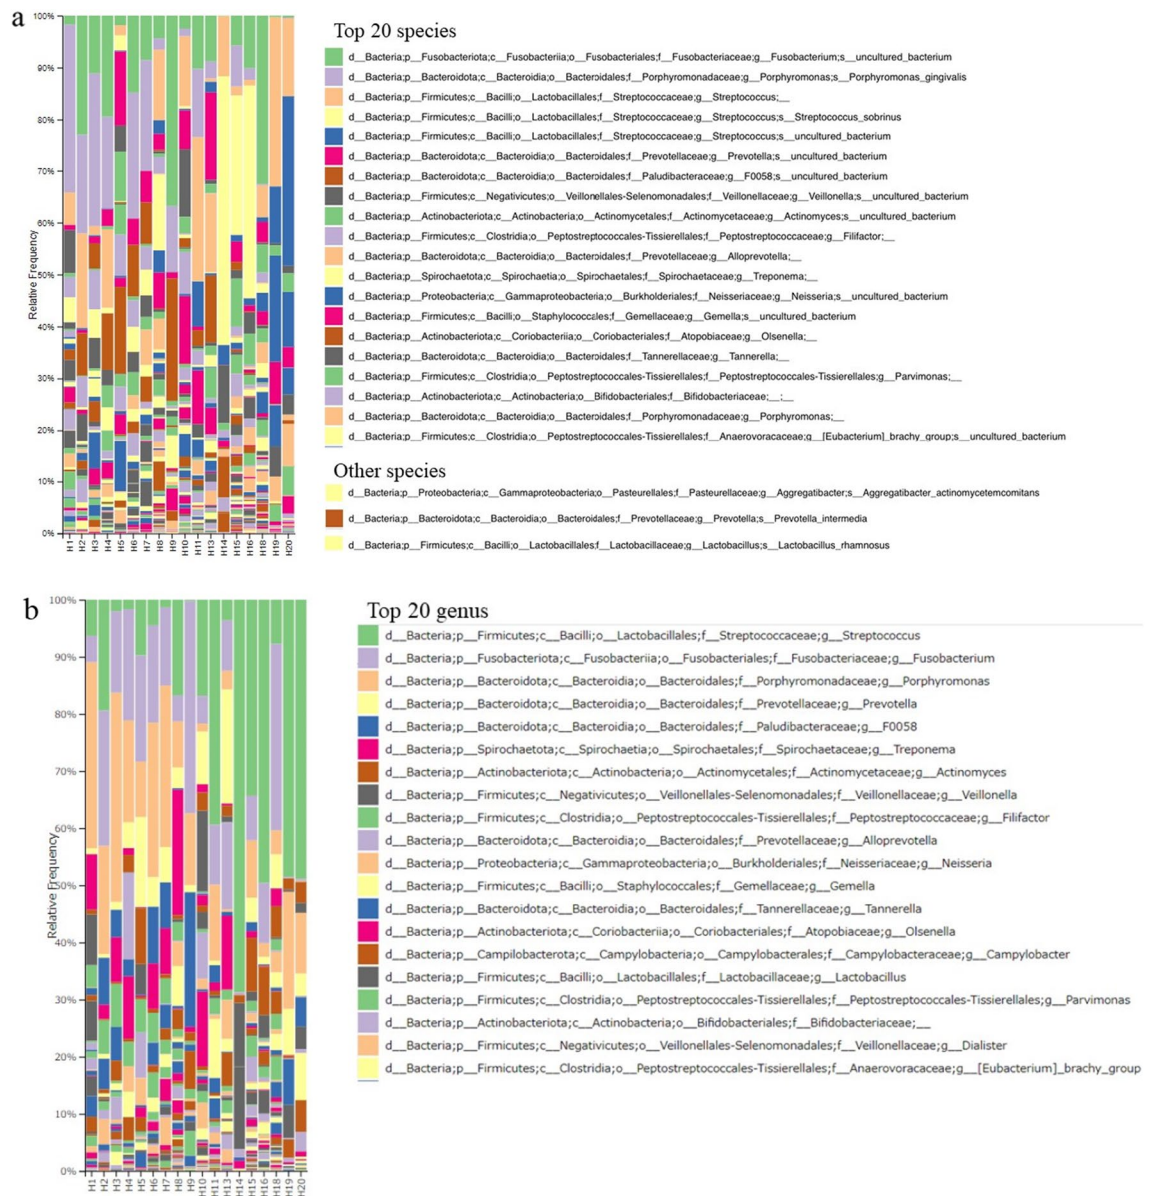 a
Top 20 species
100%
90%
80%
70%
60%
50%
40%
30%
20%
10%
0%
Relative Frequency
H1 H2 H3 H4 H5 H6 H7 H8 H9 H10 H11 H13 H14 H15 H16 H18 H19 H20
d__Bacteria;p__Fusobacteriota;c__Fusobacteriia;o__Fusobacteriales;f__Fusobacteriaceae;g__Fusobacterium;s__uncultured_bacterium
d__Bacteria;p__Bacteroidota;c__Bacteroidia;o__Bacteroidales;f__Porphyromonadaceae;g__Porphyromonas;s__Porphyromonas_gingivalis
d__Bacteria;p__Firmicutes;c__Bacilli;o__Lactobacillales;f__Streptococcaceae;g__Streptococcus;__
d__Bacteria;p__Firmicutes;c__Bacilli;o__Lactobacillales;f__Streptococcaceae;g__Streptococcus;s__Streptococcus_sobrinus
d__Bacteria;p__Firmicutes;c__Bacilli;o__Lactobacillales;f__Streptococcaceae;g__Streptococcus;s__uncultured_bacterium
d__Bacteria;p__Bacteroidota;c__Bacteroidia;o__Bacteroidales;f__Prevotellaceae;g__Prevotella;s__uncultured_bacterium
d__Bacteria;p__Bacteroidota;c__Bacteroidia;o__Bacteroidales;f__Paludibacteraceae;g__F0058;s__uncultured_bacterium
d__Bacteria;p__Firmicutes;c__Negativicutes;o__Veillonellales-Selenomonadales;f__Veillonellaceae;g__Veillonella;s__uncultured_bacterium
d__Bacteria;p__Actinobacteriota;c__Actinobacteria;o__Actinomycetales;f__Actinomycetaceae;g__Actinomyces;s__uncultured_bacterium
d__Bacteria;p__Firmicutes;c__Clostridia;o__Peptostreptococcales-Tissierellales;f__Peptostreptococcaceae;g__Filifactor;__
d__Bacteria;p__Bacteroidota;c__Bacteroidia;o__Bacteroidales;f__Prevotellaceae;g__Alloprevotella;__
d__Bacteria;p__Spirochaetota;c__Spirochaetia;o__Spirochaetales;f__Spirochaetaceae;g__Treponema;__
d__Bacteria;p__Proteobacteria;c__Gammaproteobacteria;o__Burkholderiales;f__Neisseriaceae;g__Neisseria;s__uncultured_bacterium
d__Bacteria;p__Firmicutes;c__Bacilli;o__Staphylococcales;f__Gemellaceae;g__Gemella;s__uncultured_bacterium
d__Bacteria;p__Actinobacteriota;c__Coriobacteriia;o__Coriobacteriales;f__Atopobiaceae;g__Olsenella;__
d__Bacteria;p__Bacteroidota;c__Bacteroidia;o__Bacteroidales;f__Tannerellaceae;g__Tannerella;__
d__Bacteria;p__Firmicutes;c__Clostridia;o__Peptostreptococcales-Tissierellales;f__Peptostreptococcales-Tissierellales;g__Parvimonas;__
d__Bacteria;p__Actinobacteriota;c__Actinobacteria;o__Bifidobacteriales;f__Bifidobacteriaceae;__;__
d__Bacteria;p__Bacteroidota;c__Bacteroidia;o__Bacteroidales;f__Porphyromonadaceae;g__Porphyromonas;__
d__Bacteria;p__Firmicutes;c__Clostridia;o__Peptostreptococcales-Tissierellales;f__Anaerovoracaceae;g__[Eubacterium]_brachy_group;s__uncultured_bacterium
Other species
d__Bacteria;p__Proteobacteria;c__Gammaproteobacteria;o__Pasteurellales;f__Pasteurellaceae;g__Aggregatibacter;s__Aggregatibacter_actinomycetemcomitans
d__Bacteria;p__Bacteroidota;c__Bacteroidia;o__Bacteroidales;f__Prevotellaceae;g__Prevotella;s__Prevotella_intermedia
d__Bacteria;p__Firmicutes;c__Bacilli;o__Lactobacillales;f__Lactobacillaceae;g__Lactobacillus;s__Lactobacillus_rhamnosus
b
Top 20 genus
100%
90%
80%
70%
60%
50%
40%
30%
20%
10%
0%
Relative Frequency
H1 H2 H3 H4 H5 H6 H7 H8 H9 H10 H11 H13 H14 H15 H16 H18 H19 H20
d__Bacteria;p__Firmicutes;c__Bacilli;o__Lactobacillales;f__Streptococcaceae;g__Streptococcus
d__Bacteria;p__Fusobacteriota;c__Fusobacteriia;o__Fusobacteriales;f__Fusobacteriaceae;g__Fusobacterium
d__Bacteria;p__Bacteroidota;c__Bacteroidia;o__Bacteroidales;f__Porphyromonadaceae;g__Porphyromonas
d__Bacteria;p__Bacteroidota;c__Bacteroidia;o__Bacteroidales;f__Prevotellaceae;g__Prevotella
d__Bacteria;p__Bacteroidota;c__Bacteroidia;o__Bacteroidales;f__Paludibacteraceae;g__F0058
d__Bacteria;p__Spirochaetota;c__Spirochaetia;o__Spirochaetales;f__Spirochaetaceae;g__Treponema
d__Bacteria;p__Actinobacteriota;c__Actinobacteria;o__Actinomycetales;f__Actinomycetaceae;g__Actinomyces
d__Bacteria;p__Firmicutes;c__Negativicutes;o__Veillonellales-Selenomonadales;f__Veillonellaceae;g__Veillonella
d__Bacteria;p__Firmicutes;c__Clostridia;o__Peptostreptococcales-Tissierellales;f__Peptostreptococcaceae;g__Filifactor
d__Bacteria;p__Bacteroidota;c__Bacteroidia;o__Bacteroidales;f__Prevotellaceae;g__Alloprevotella
d__Bacteria;p__Proteobacteria;c__Gammaproteobacteria;o__Burkholderiales;f__Neisseriaceae;g__Neisseria
d__Bacteria;p__Firmicutes;c__Bacilli;o__Staphylococcales;f__Gemellaceae;g__Gemella
d__Bacteria;p__Bacteroidota;c__Bacteroidia;o__Bacteroidales;f__Tannerellaceae;g__Tannerella
d__Bacteria;p__Actinobacteriota;c__Coriobacteriia;o__Coriobacteriales;f__Atopobiaceae;g__Olsenella
d__Bacteria;p__Campilobacterota;c__Campylobacteria;o__Campylobacterales;f__Campylobacteraceae;g__Campylobacter
d__Bacteria;p__Firmicutes;c__Bacilli;o__Lactobacillales;f__Lactobacillaceae;g__Lactobacillus
d__Bacteria;p__Firmicutes;c__Clostridia;o__Peptostreptococcales-Tissierellales;f__Peptostreptococcales-Tissierellales;g__Parvimonas
d__Bacteria;p__Actinobacteriota;c__Actinobacteria;o__Bifidobacteriales;f__Bifidobacteriaceae;__
d__Bacteria;p__Firmicutes;c__Negativicutes;o__Veillonellales-Selenomonadales;f__Veillonellaceae;g__Dialister
d__Bacteria;p__Firmicutes;c__Clostridia;o__Peptostreptococcales-Tissierellales;f__Anaerovoracaceae;g__[Eubacterium]_brachy_group